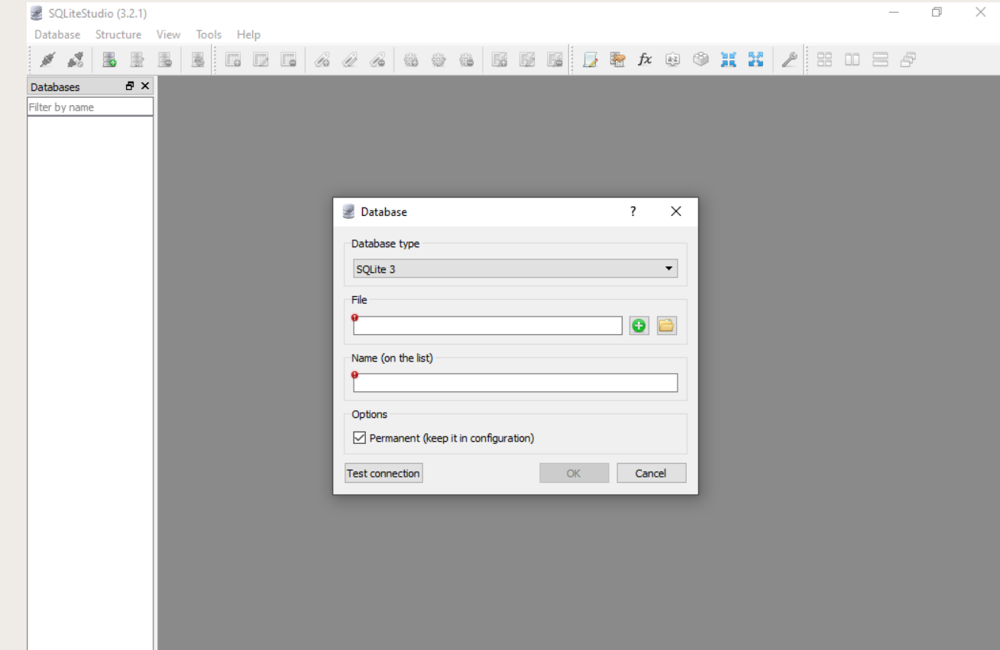 SQLiteStudio (3.2.1)
Database Structure View Tools Help
fx a-z
Databases
Filter by name
Database ?
Database type
SQLite 3
File
Name (on the list)
Options
Permanent (keep it in configuration)
Test connection OK Cancel